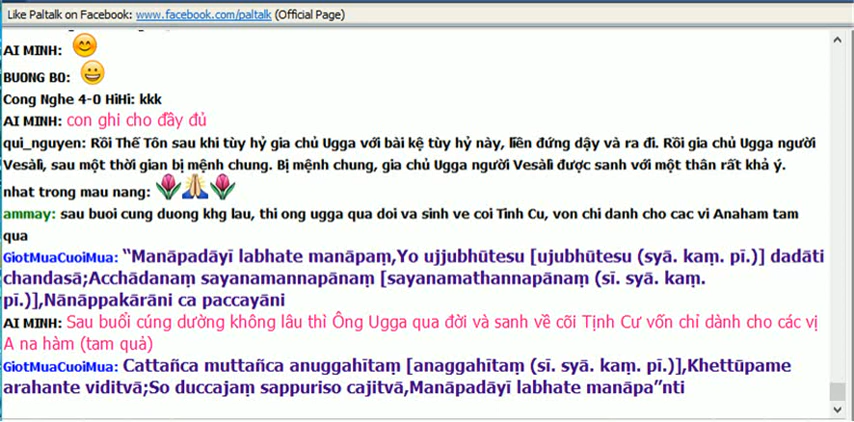 Like Paltalk on Facebook: www.facebook.com/paltalk (Official Page)
AI MINH: 😊
BUONG BO: 😀
Cong Nghe 4-0 HiHi: kkk
AI MINH: con ghi cho đầy đủ
qui_nguyen: Rồi Thế Tôn sau khi tùy hỷ gia chủ Ugga với bài kệ tùy hỷ này, liền đứng dậy và ra đi. Rồi gia chủ Ugga người
Vesàli, sau một thời gian bị mệnh chung. Bị mệnh chung, gia chủ Ugga người Vesàli được sanh với một thân rất khả ý.
nhat trong mau nang: 🌷🙏🌷
ammay: sau buoi cung duong khg lau, thi ong ugga qua doi va sinh ve coi Tinh Cu, von chi danh cho cac vi Anaham tam
qua
GiotMuaCuoiMua: “Manāpadāyī labhate manāpaṃ,Yo ujjubhūtesu [ujubhūtesu (syā. kaṃ. pī.)] dadāti
chandasā;Acchādanaṃ sayanamannapānaṃ [sayanamathannapānaṃ (sī. syā. kaṃ.
pī.)],Nānāppakārāni ca paccayāni
AI MINH: Sau buổi cúng dường không lâu thì Ông Ugga qua đời và sanh về cõi Tịnh Cư vốn chỉ dành cho các vị
A na hàm (tam quả)
GiotMuaCuoiMua: Cattañca muttañca anuggahītaṃ [anaggahītaṃ (sī. syā. kaṃ. pī.)],Khettūpame
arahante viditvā;So duccajaṃ sappuriso cajitvā,Manāpadāyī labhate manāpa”nti